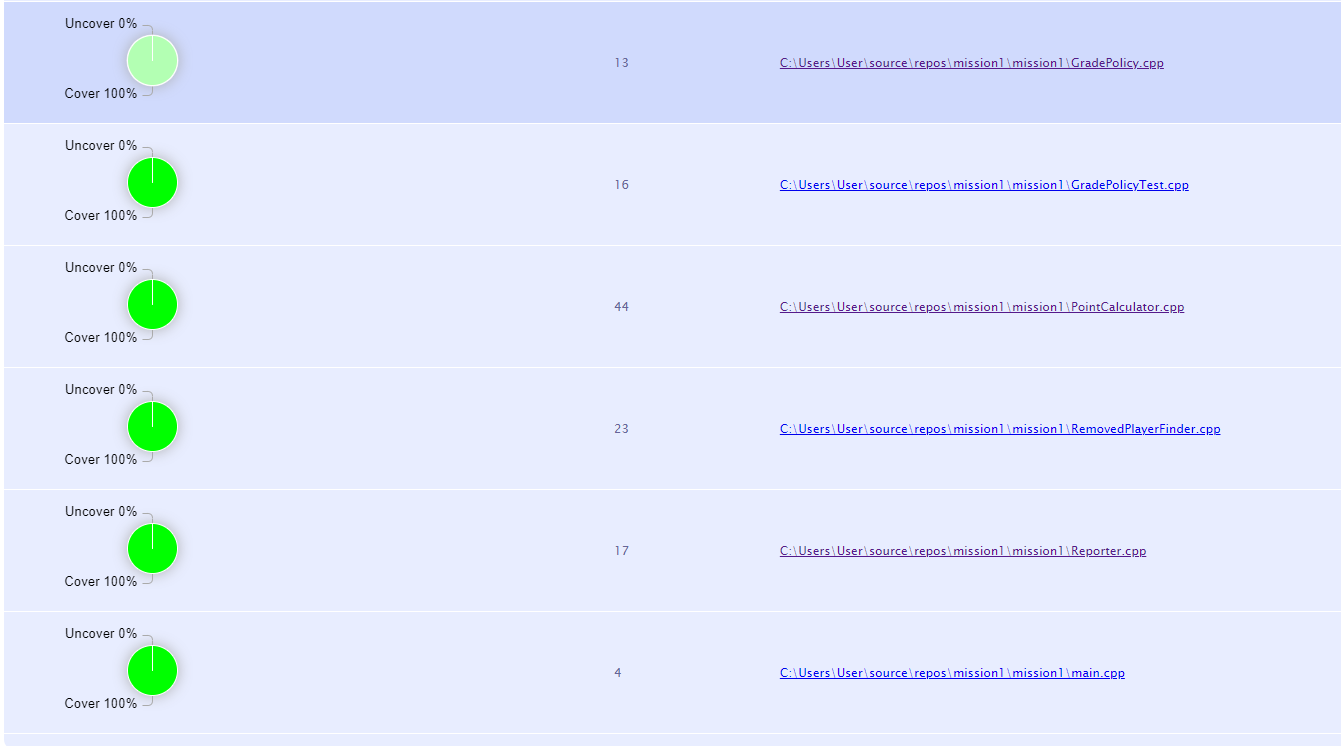 Uncover 0%
Cover 100%
13
C:\Users\User\source\repos\mission1\mission1\GradePolicy.cpp
Uncover 0%
Cover 100%
16
C:\Users\User\source\repos\mission1\mission1\GradePolicyTest.cpp
Uncover 0%
Cover 100%
44
C:\Users\User\source\repos\mission1\mission1\PointCalculator.cpp
Uncover 0%
Cover 100%
23
C:\Users\User\source\repos\mission1\mission1\RemovedPlayerFinder.cpp
Uncover 0%
Cover 100%
17
C:\Users\User\source\repos\mission1\mission1\Reporter.cpp
Uncover 0%
Cover 100%
4
C:\Users\User\source\repos\mission1\mission1\main.cpp